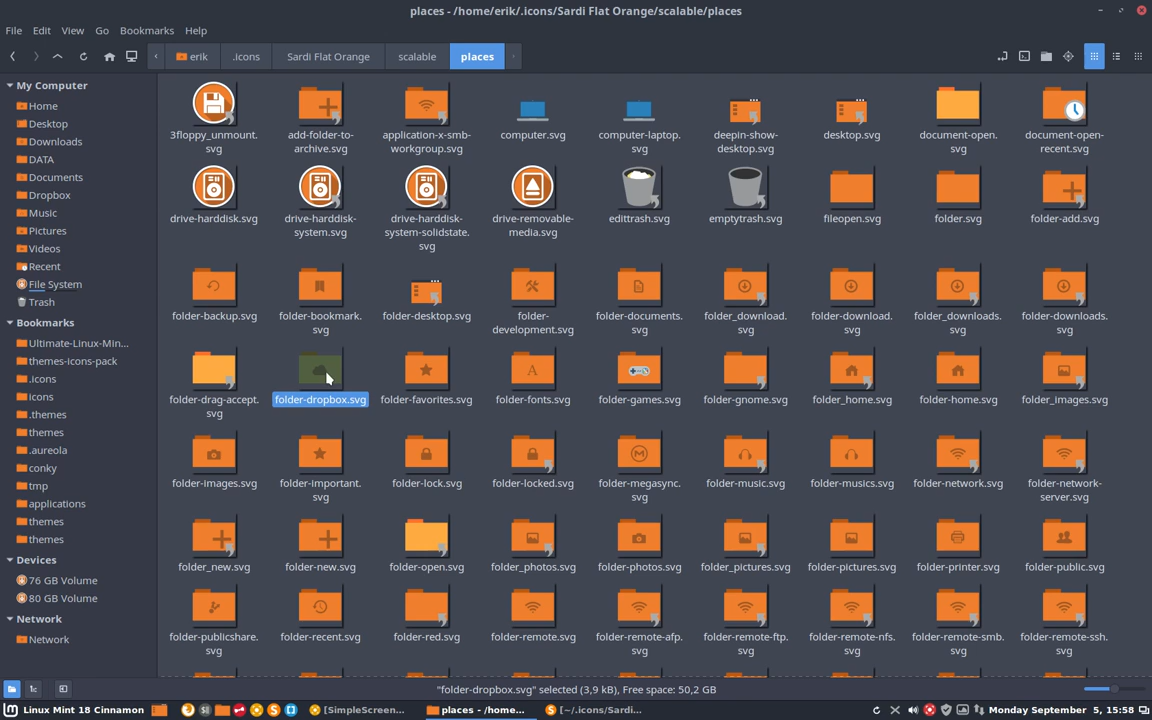 places - /home/erik/.icons/Sardi Flat Orange/scalable/places
File Edit View Go Bookmarks Help
erik .icons Sardi Flat Orange scalable places
My Computer
Home
Desktop
Downloads
DATA
Documents
Dropbox
Music
Pictures
Videos
Recent
File System
Trash
Bookmarks
Ultimate-Linux-Min...
themes-icons-pack
.icons
icons
.themes
themes
.aureola
conky
tmp
applications
themes
themes
Devices
76 GB Volume
80 GB Volume
Network
Network
3floppy_unmount.
svg
add-folder-to-
archive.svg
application-x-smb-
workgroup.svg
computer.svg
computer-laptop.
svg
deepin-show-
desktop.svg
desktop.svg
document-open.
svg
document-open-
recent.svg
drive-harddisk.svg
drive-harddisk-
system.svg
drive-harddisk-
system-solidstate.
svg
drive-removable-
media.svg
edittrash.svg
emptytrash.svg
fileopen.svg
folder.svg
folder-add.svg
folder-backup.svg
folder-bookmark.
svg
folder-desktop.svg
folder-
development.svg
folder-documents.
svg
folder_download.
svg
folder-download.
svg
folder_downloads.
svg
folder-downloads.
svg
folder-drag-accept.
svg
folder-dropbox.svg
folder-favorites.svg
A
folder-fonts.svg
folder-games.svg
folder-gnome.svg
folder_home.svg
folder-home.svg
folder_images.svg
folder-images.svg
folder-important.
svg
folder-lock.svg
folder-locked.svg
M
folder-megasync.
svg
folder-music.svg
folder-musics.svg
folder-network.svg
folder-network-
server.svg
folder_new.svg
folder-new.svg
folder-open.svg
folder_photos.svg
folder-photos.svg
folder_pictures.svg
folder-pictures.svg
folder-printer.svg
folder-public.svg
folder-publicshare.
svg
folder-recent.svg
folder-red.svg
folder-remote.svg
folder-remote-afp.
svg
folder-remote-ftp.
svg
folder-remote-nfs.
svg
folder-remote-smb.
svg
folder-remote-ssh.
svg
"folder-dropbox.svg" selected (3,9 kB), Free space: 50,2 GB
Linux Mint 18 Cinnamon [SimpleScreen... places - /home... [~/.icons/Sardi... Monday September 5, 15:58